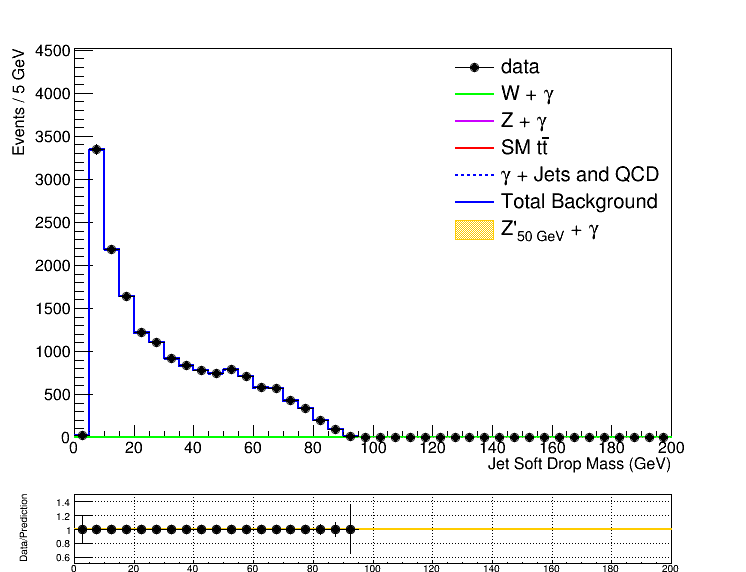 Events / 5 GeV
4500
4000
3500
3000
2500
2000
1500
1000
500
0
data
W + γ
Z + γ
SM tt̄
γ + Jets and QCD
Total Background
Z'50 GeV + γ
0 20 40 60 80 100 120 140 160 180 200
Jet Soft Drop Mass (GeV)
Data/Prediction
1.4
1.2
1
0.8
0.6
0 20 40 60 80 100 120 140 160 180 200